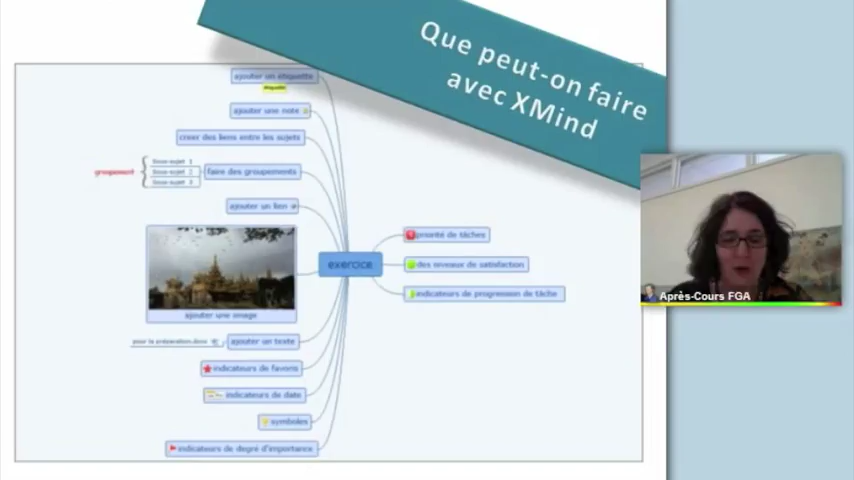 Que peut-on faire
avec XMind
ajouter un etiquette
étiquette
ajouter une note
creer des liens entre les sujets
groupement
Sous-sujet 1
Sous-sujet 2
Sous-sujet 3
faire des groupements
ajouter un lien
ajouter une image
pour la préparation.docx
ajouter un texte
indicateurs de favoris
indicateurs de date
symboles
indicateurs de degré d'importance
exercice
priorité de tâches
des niveaux de satisfaction
indicateurs de progression de tâche
Après-Cours FGA